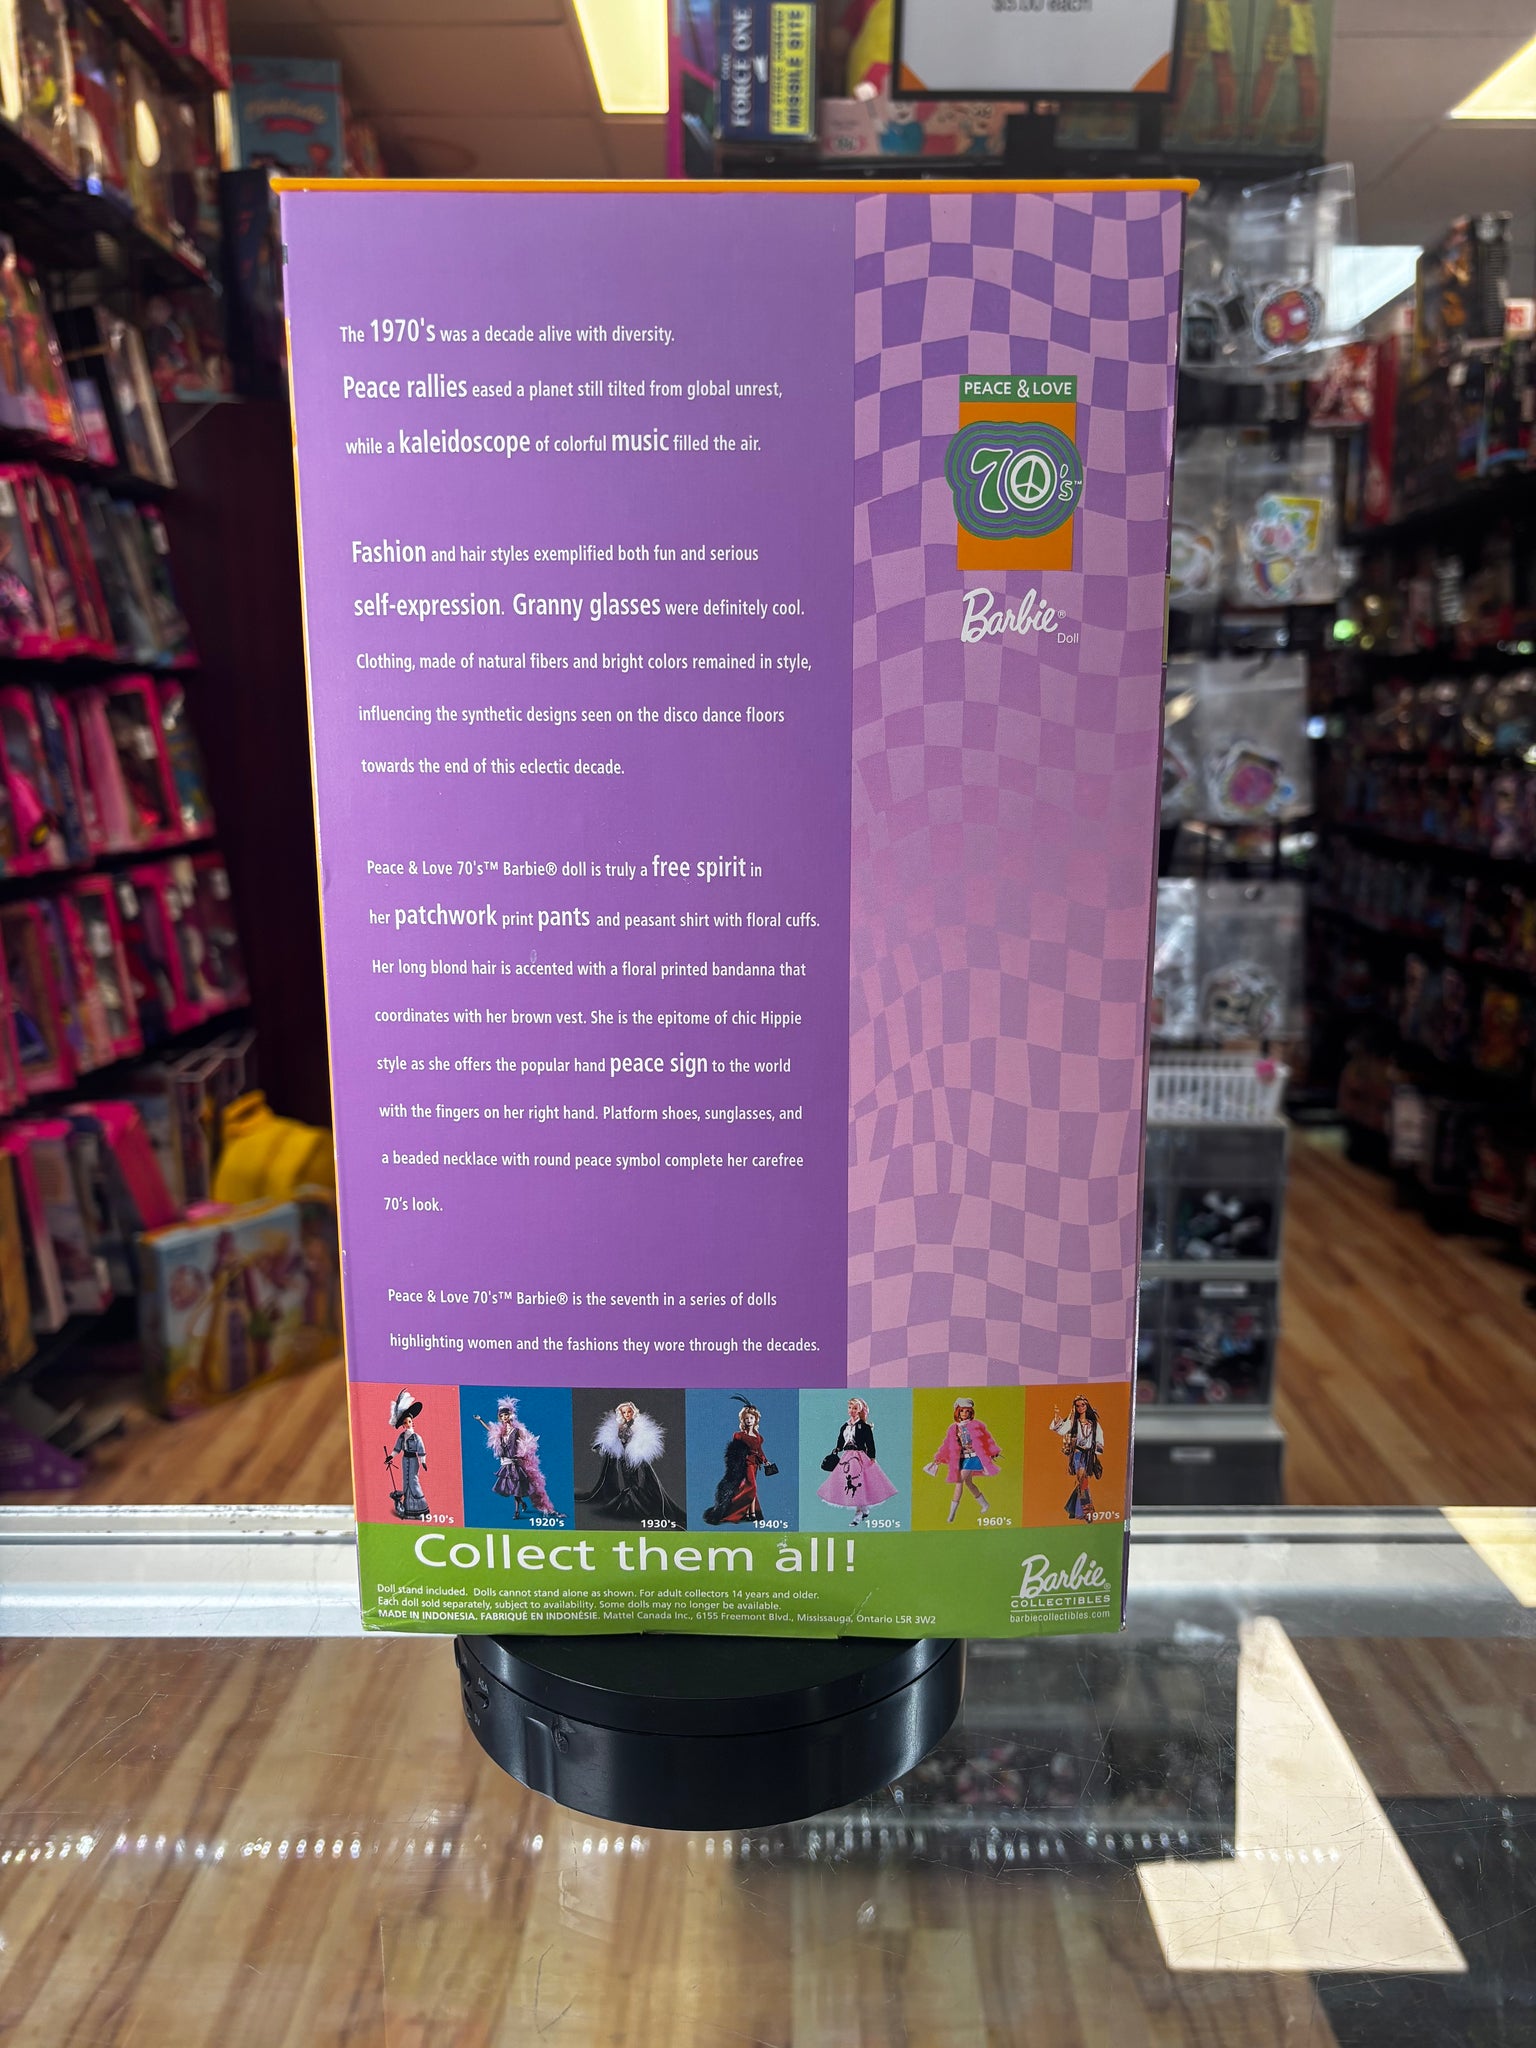 $3.00 each
FORCE ONE
MISSILE SITE
The 1970's was a decade alive with diversity.
Peace rallies eased a planet still tilted from global unrest,
while a kaleidoscope of colorful music filled the air.
Fashion and hair styles exemplified both fun and serious
self-expression. Granny glasses were definitely cool.
Clothing, made of natural fibers and bright colors remained in style,
influencing the synthetic designs seen on the disco dance floors
towards the end of this eclectic decade.
Peace & Love 70's™ Barbie® doll is truly a free spirit in
her patchwork print pants and peasant shirt with floral cuffs.
Her long blond hair is accented with a floral printed bandanna that
coordinates with her brown vest. She is the epitome of chic Hippie
style as she offers the popular hand peace sign to the world
with the fingers on her right hand. Platform shoes, sunglasses, and
a beaded necklace with round peace symbol complete her carefree
70's look.
Peace & Love 70's™ Barbie® is the seventh in a series of dolls
highlighting women and the fashions they wore through the decades.
PEACE & LOVE
70's™
Barbie®
Doll
1910's 1920's 1930's 1940's 1950's 1960's 1970's
Collect them all!
Doll stand included. Dolls cannot stand alone as shown. For adult collectors 14 years and older.
Each doll sold separately, subject to availability. Some dolls may no longer be available.
MADE IN INDONESIA. FABRIQUÉ EN INDONÉSIE. Mattel Canada Inc., 6155 Freemont Blvd., Mississauga, Ontario L5R 3W2
Barbie®
COLLECTIBLES
barbiecollectibles.com